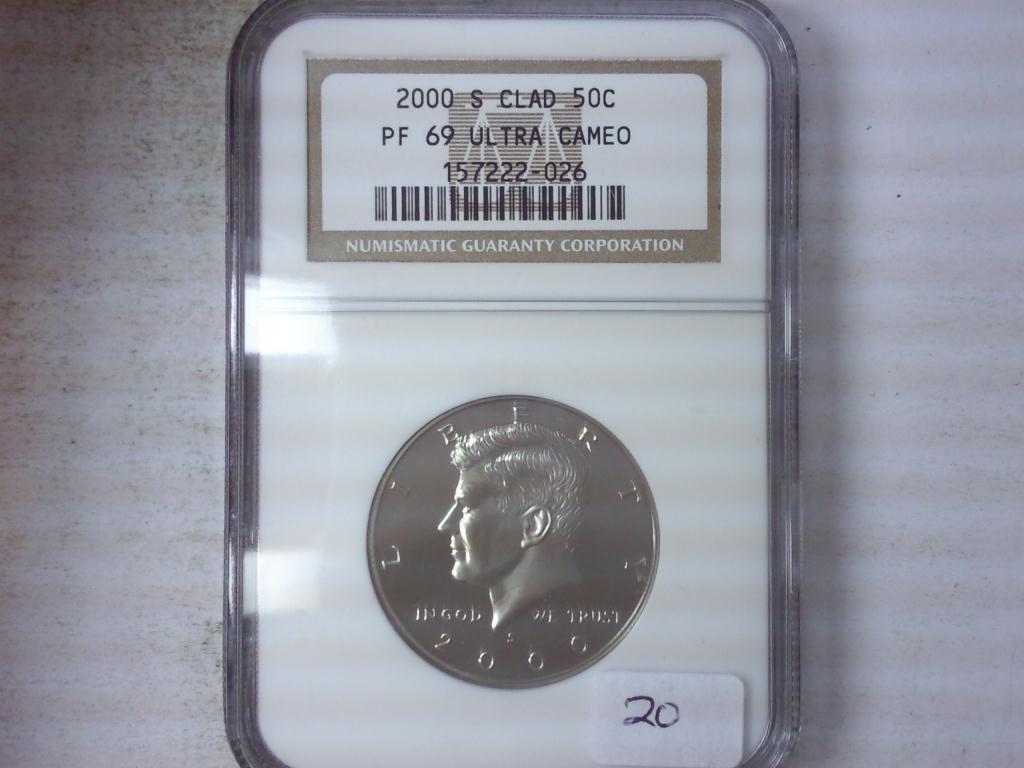 2000 S CLAD 50C
PF 69 ULTRA CAMEO
157222-026
NUMISMATIC GUARANTY CORPORATION
LIBERTY
IN GOD WE TRUST
S
2000
20